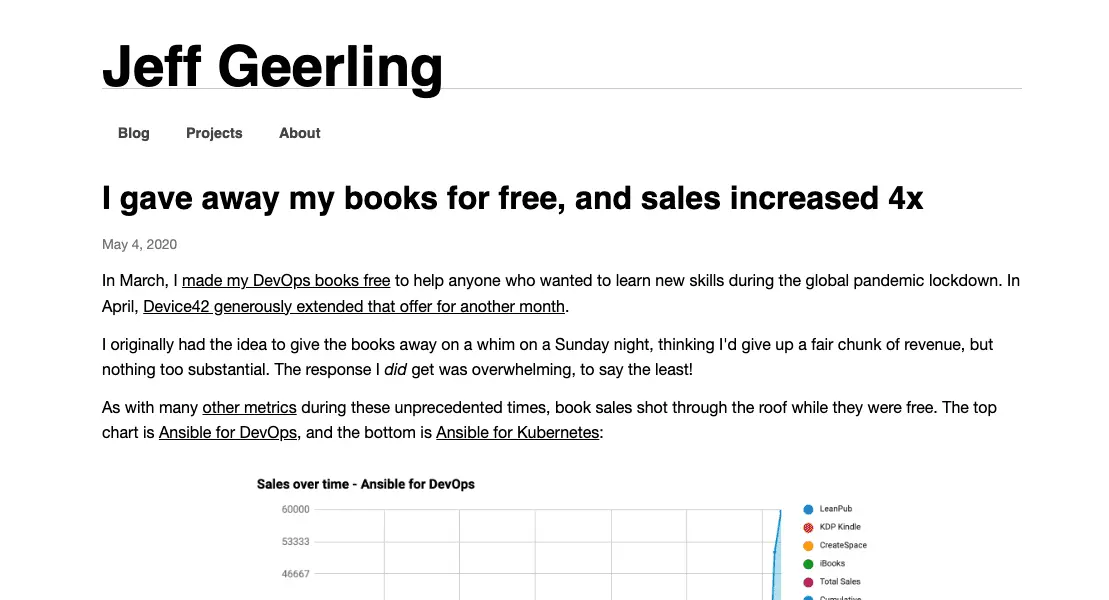 Jeff Geerling
Blog Projects About
I gave away my books for free, and sales increased 4x
May 4, 2020
In March, I made my DevOps books free to help anyone who wanted to learn new skills during the global pandemic lockdown. In
April, Device42 generously extended that offer for another month.
I originally had the idea to give the books away on a whim on a Sunday night, thinking I'd give up a fair chunk of revenue, but
nothing too substantial. The response I did get was overwhelming, to say the least!
As with many other metrics during these unprecedented times, book sales shot through the roof while they were free. The top
chart is Ansible for DevOps, and the bottom is Ansible for Kubernetes:
Sales over time - Ansible for DevOps
60000
53333
46667
LeanPub
KDP Kindle
CreateSpace
iBooks
Total Sales
Cumulative